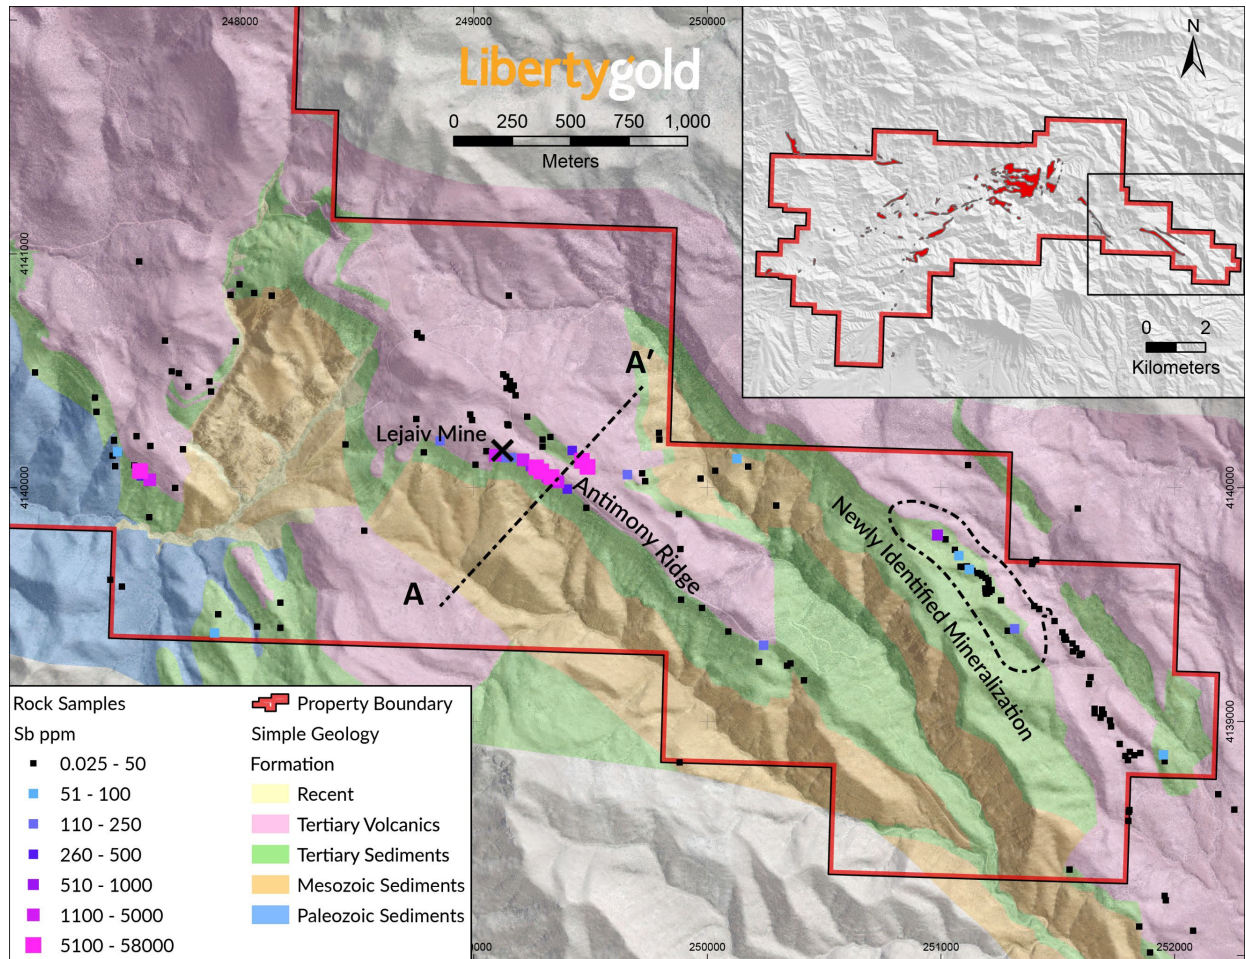 248000
249000
250000
Libertygold
0 250 500 750 1,000
Meters
N
0 2
Kilometers
4141000
4141000
A'
Lejaiv Mine
4140000
4140000
Antimony Ridge
Newly Identified Mineralization
A
4139000
Rock Samples
Sb ppm
0.025 - 50
51 - 100
110 - 250
260 - 500
510 - 1000
1100 - 5000
5100 - 58000
Property Boundary
Simple Geology
Formation
Recent
Tertiary Volcanics
Tertiary Sediments
Mesozoic Sediments
Paleozoic Sediments
250000
251000
252000